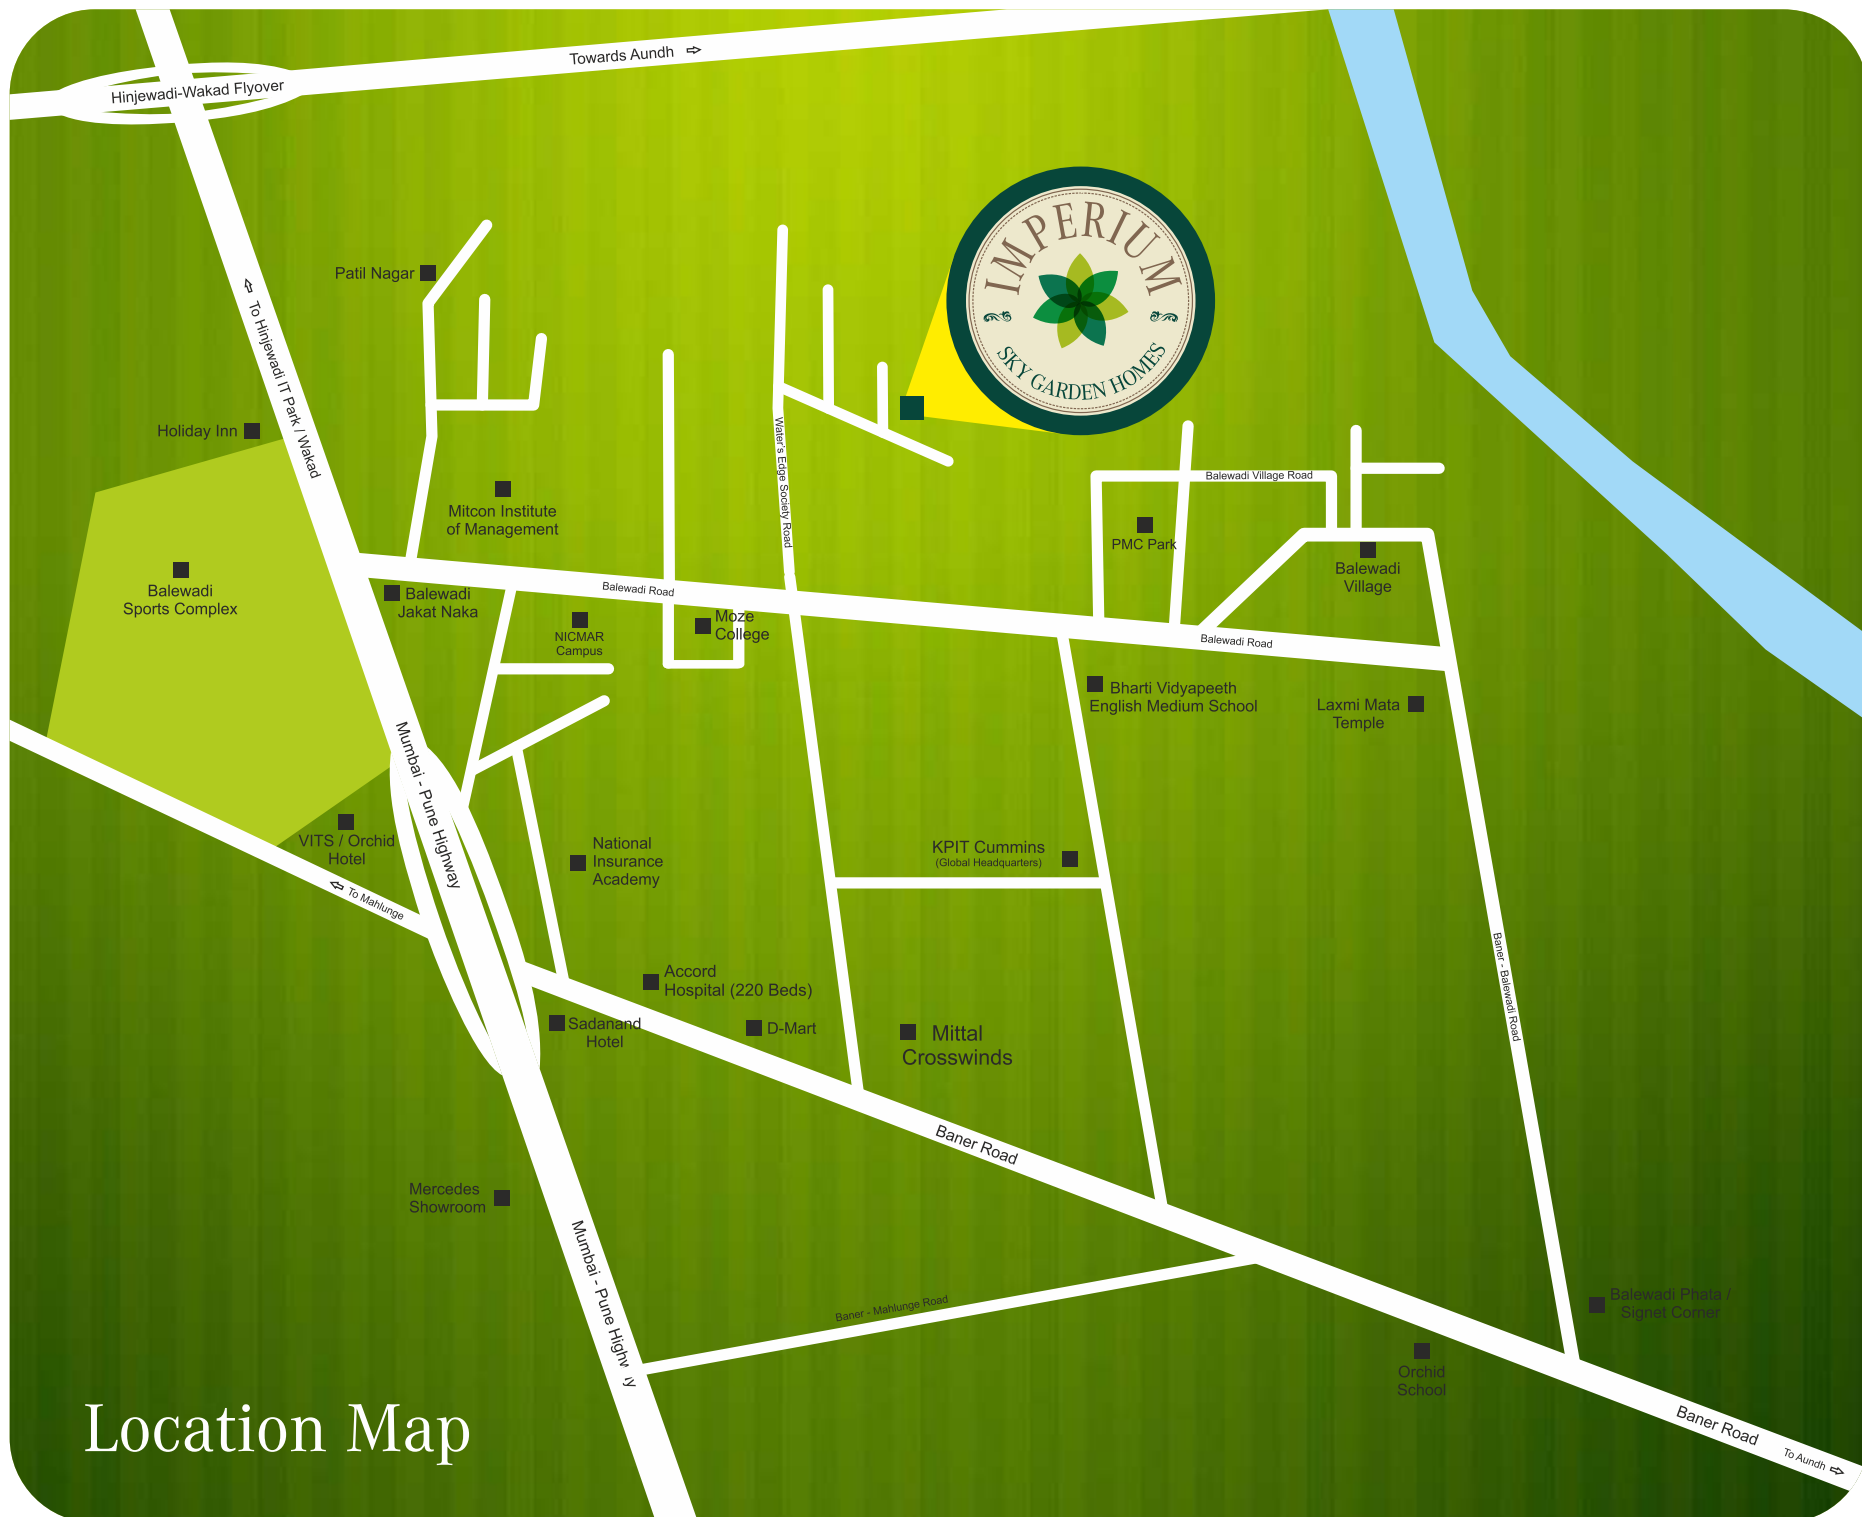 Towards Aundh
Hinjewadi-Wakad Flyover
IMPERIUM
SKY GARDEN HOMES
Patil Nagar
To Hinjewadi IT Park / Wakad
Holiday Inn
Water's Edge Society Road
Balewadi Village Road
Mitcon Institute
of Management
PMC Park
Balewadi
Village
Balewadi
Sports Complex
Balewadi
Jakat Naka
Balewadi Road
NICMAR
Campus
Moze
College
Balewadi Road
Bharti Vidyapeeth
English Medium School
Laxmi Mata
Temple
Mumbai - Pune Highway
VITS / Orchid
Hotel
To Mahlunge
National
Insurance
Academy
KPIT Cummins
(Global Headquarters)
Baner - Balewadi Road
Accord
Hospital (220 Beds)
Sadanand
Hotel
D-Mart
Mittal
Crosswinds
Baner Road
Mercedes
Showroom
Mumbai - Pune Highway
Baner - Mahlunge Road
Balewadi Phata /
Signet Corner
Orchid
School
Baner Road
To Aundh
Location Map